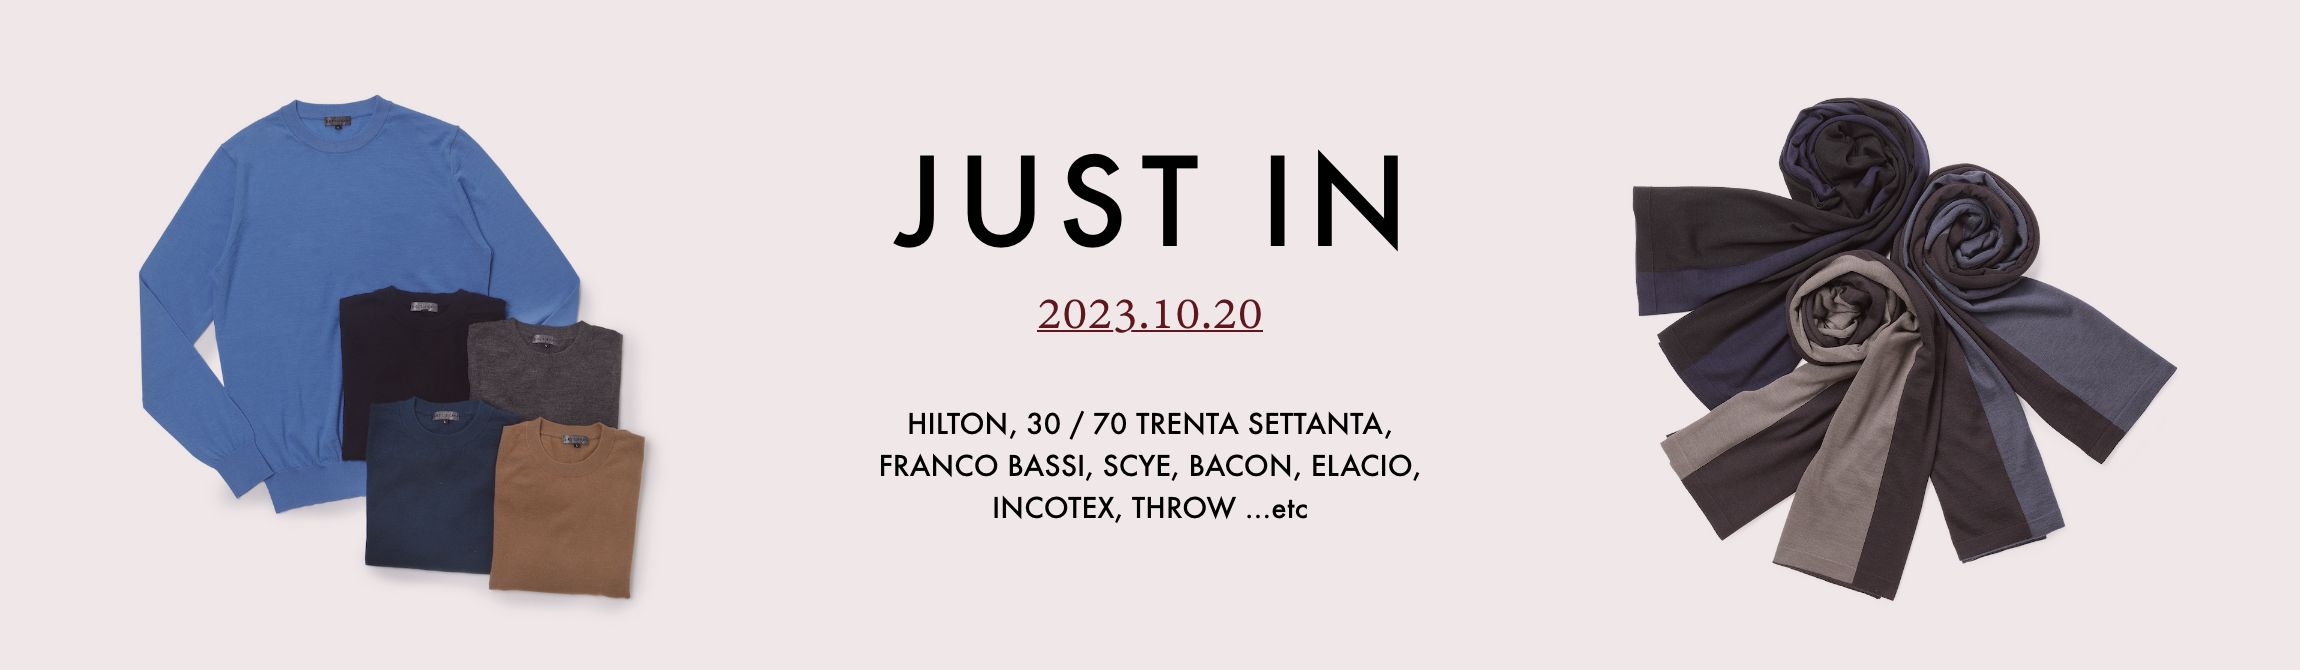 JUST IN
2023.10.20
HILTON, 30 / 70 TRENTA SETTANTA,
FRANCO BASSI, SCYE, BACON, ELACIO,
INCOTEX, THROW ...etc